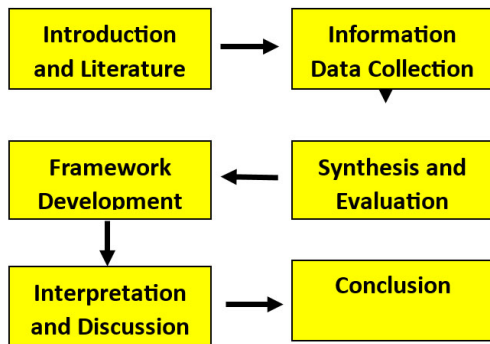 Introduction
and Literature
Information
Data Collection
Framework
Development
Synthesis and
Evaluation
Interpretation
and Discussion
Conclusion